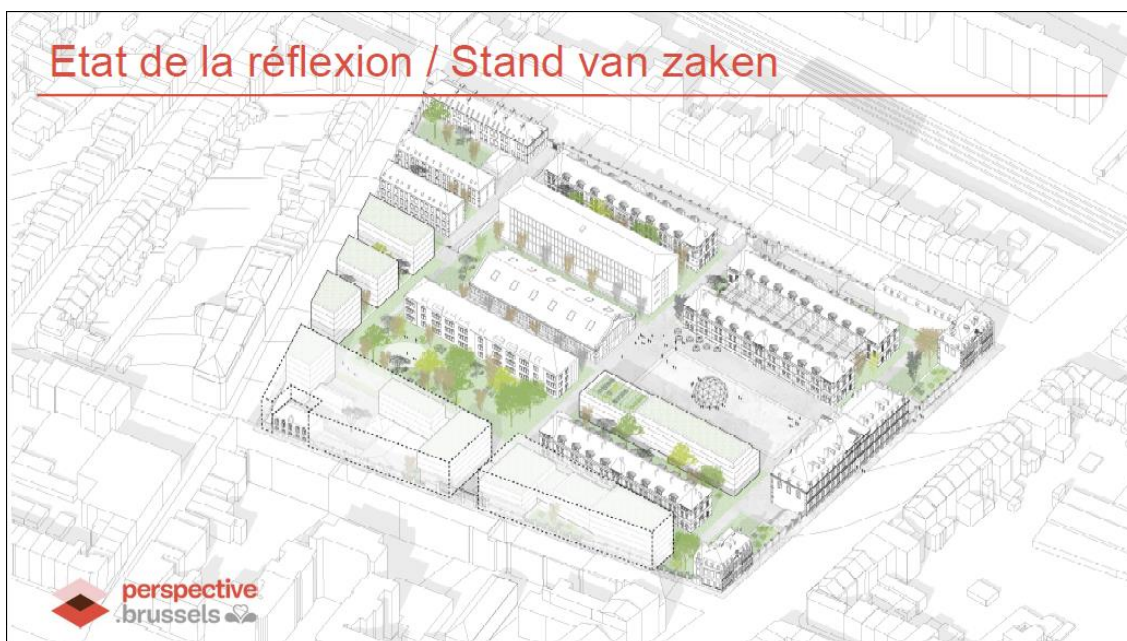 Etat de la réflexion / Stand van zaken
perspective
.brussels